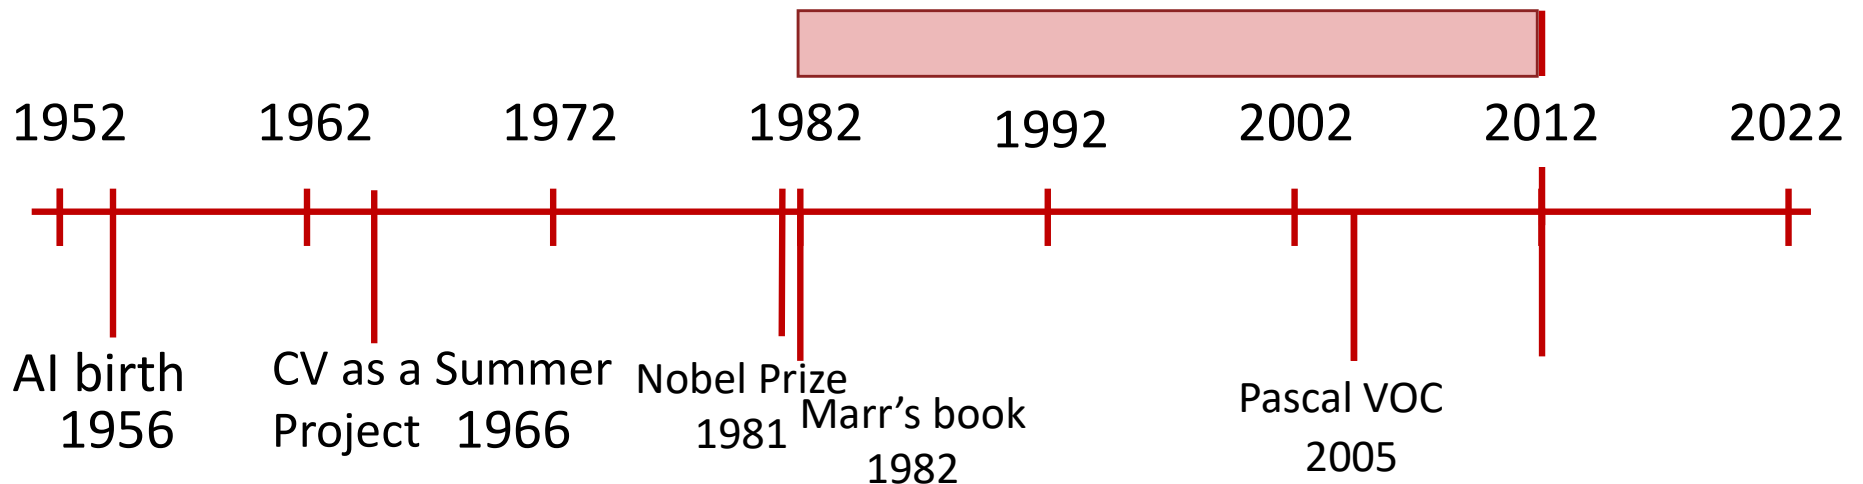 1952 1962 1972 1982 1992 2002 2012 2022
AI birth
1956
CV as a Summer
Project 1966
Nobel Prize
1981
Marr’s book
1982
Pascal VOC
2005